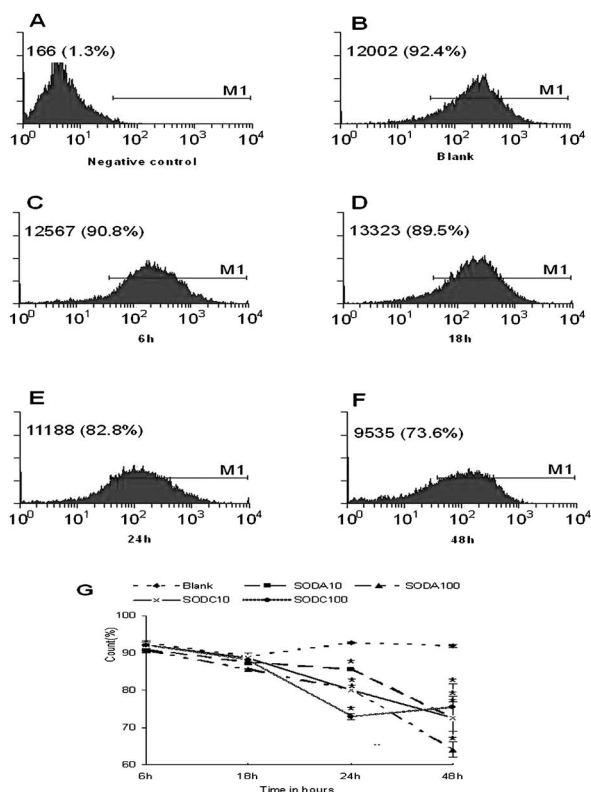 A
166 (1.3%)
M1
10^0 10^1 10^2 10^3 10^4
Negative control
B
12002 (92.4%)
M1
10^0 10^1 10^2 10^3 10^4
Blank
C
12567 (90.8%)
M1
10^0 10^1 10^2 10^3 10^4
6h
D
13323 (89.5%)
M1
10^0 10^1 10^2 10^3 10^4
18h
E
11188 (82.8%)
M1
10^0 10^1 10^2 10^3 10^4
24h
F
9535 (73.6%)
M1
10^0 10^1 10^2 10^3 10^4
48h
G
Blank SODA10 SODA100
SODC10 SODC100
Count(%)
100
90
80
70
60
6h 18h 24h 48h
Time in hours